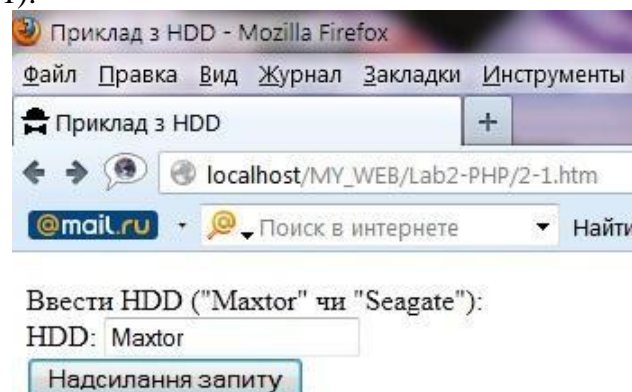 1).
Приклад з HDD - Mozilla Firefox
Файл Правка Вид Журнал Закладки Инструменты
Приклад з HDD +
localhost/MY_WEB/Lab2-PHP/2-1.htm
@mail.ru Поиск в интернете Найти
Ввести HDD ("Maxtor" чи "Seagate"):
HDD: Maxtor
Надсилання запиту